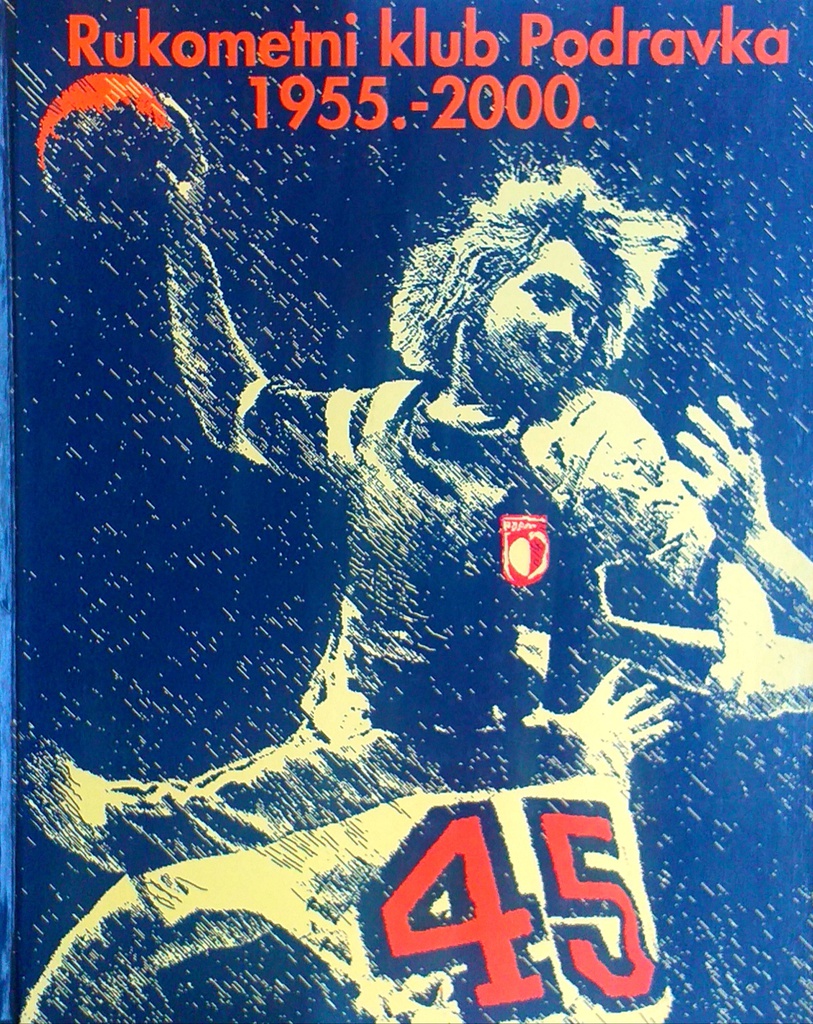 Rukometni klub Podravka
1955.-2000.
45